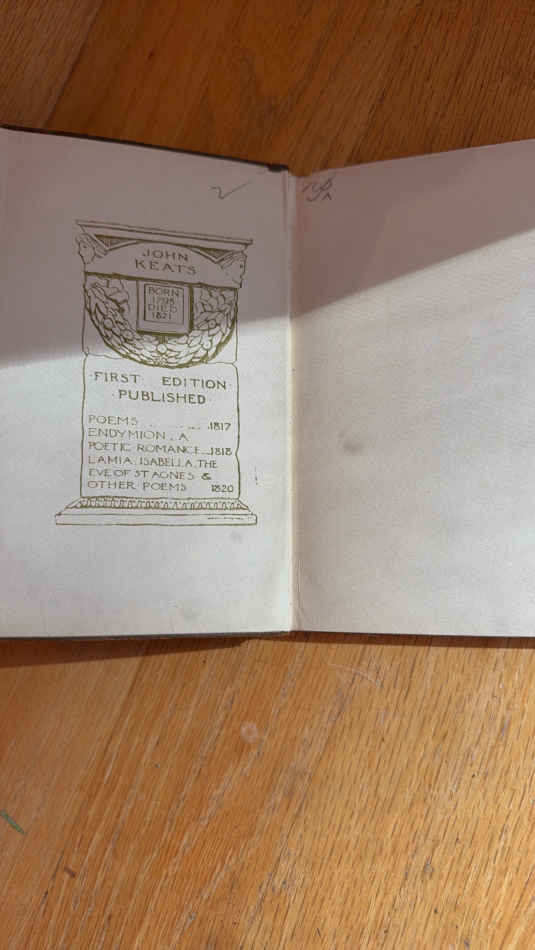 JOHN
KEATS
BORN
1795
DIED
1821
·FIRST· EDITION
·PUBLISHED·
POEMS . . . . . . 1817
ENDYMION . A
POETIC ROMANCE . . 1818
LAMIA, ISABELLA, THE
EVE OF ST AGNES &
OTHER POEMS 1820